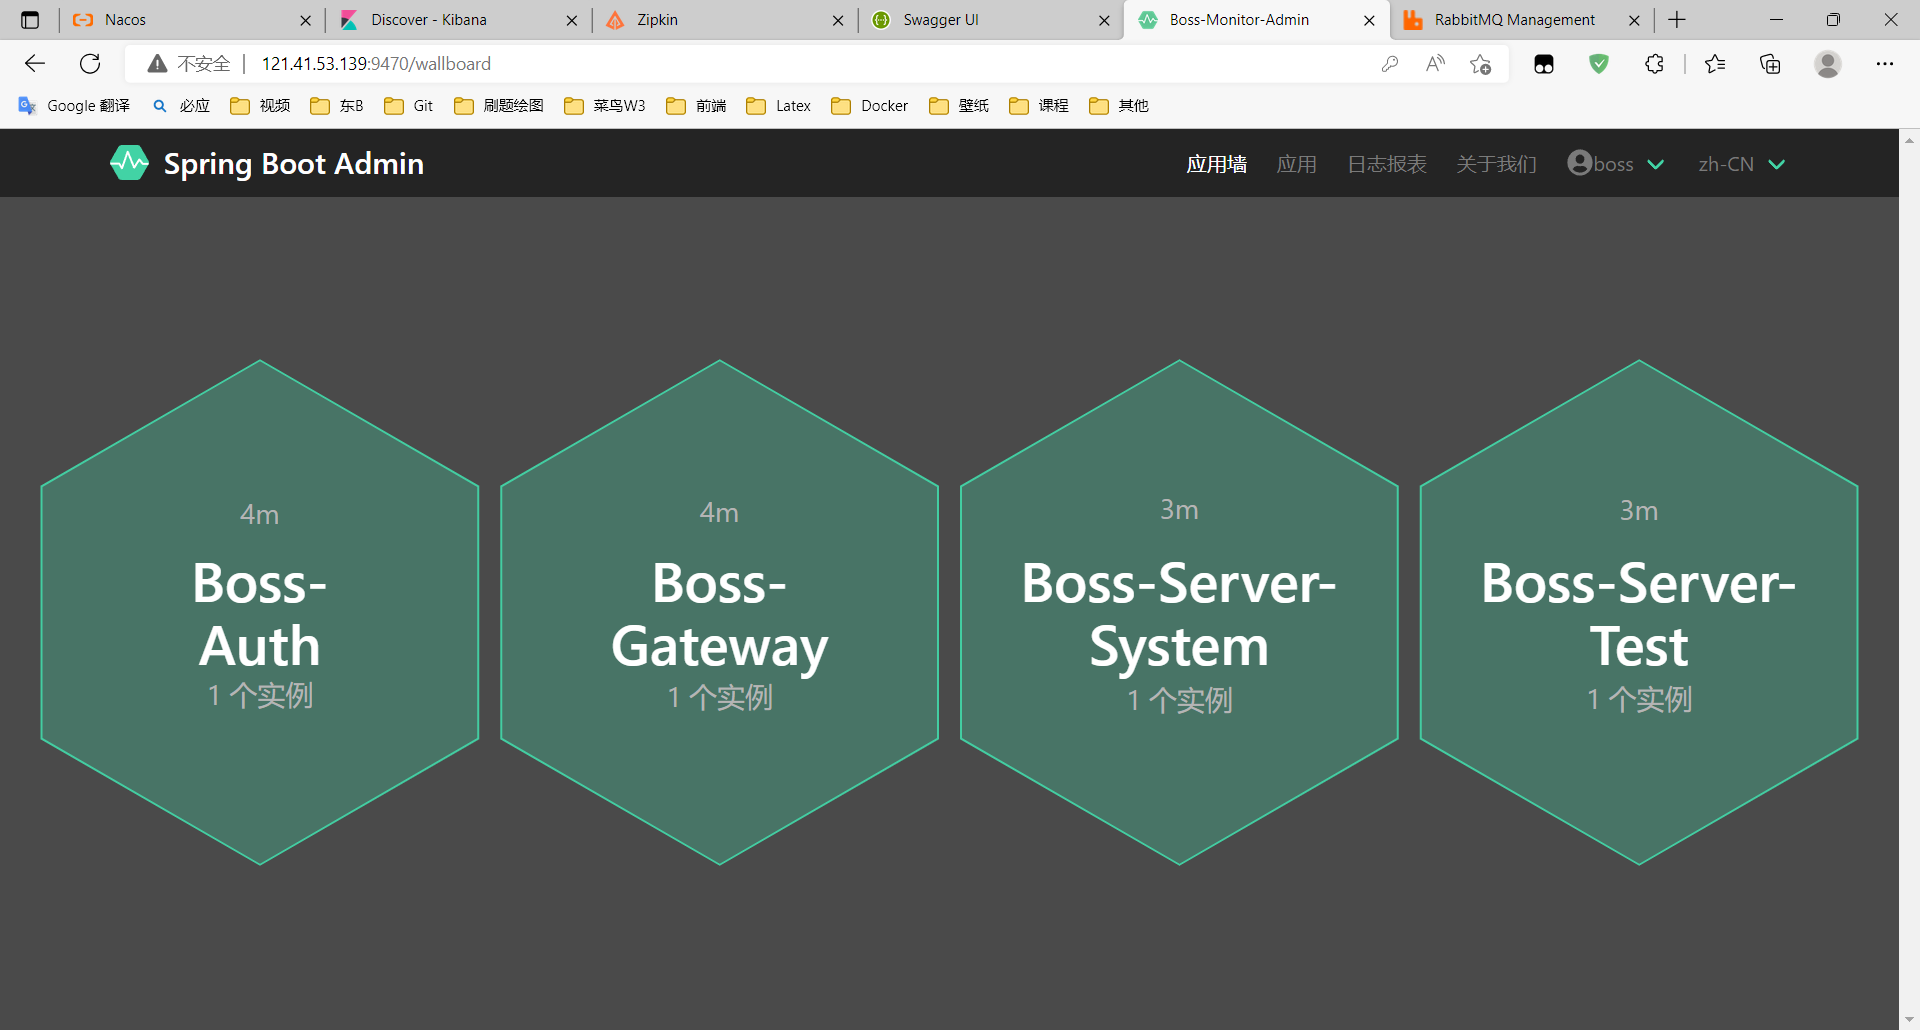 Nacos
Discover - Kibana
Zipkin
Swagger UI
Boss-Monitor-Admin
RabbitMQ Management
不安全
121.41.53.139:9470/wallboard
Google 翻译
必应
视频
东B
Git
刷题绘图
菜鸟W3
前端
Latex
Docker
壁纸
课程
其他
Spring Boot Admin
应用墙
应用
日志报表
关于我们
boss
zh-CN
4m
Boss-
Auth
1 个实例
4m
Boss-
Gateway
1 个实例
3m
Boss-Server-
System
1 个实例
3m
Boss-Server-
Test
1 个实例